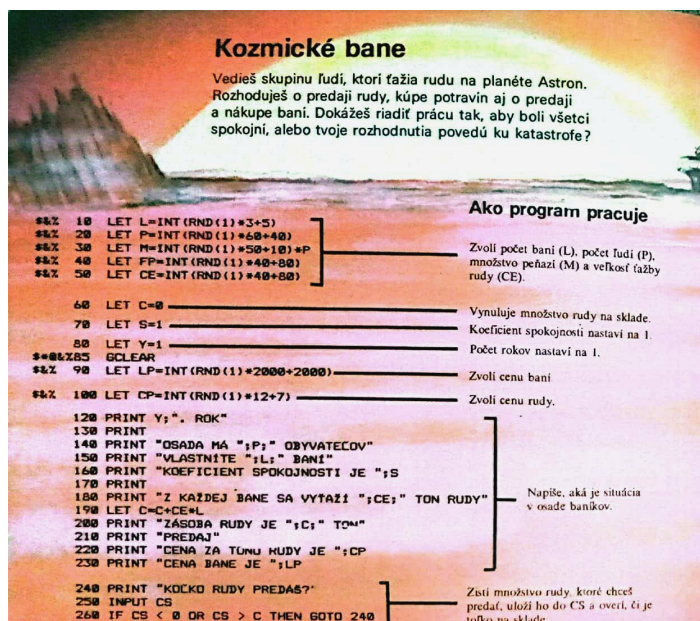 Kozmické bane
Vedieš skupinu ľudí, ktorí ťažia rudu na planéte Astron.
Rozhoduješ o predaji rudy, kúpe potravin aj o predaji
a nákupe baní. Dokážeš riadiť prácu tak, aby boli všetci
spokojní, alebo tvoje rozhodnutia povedú ku katastrofe?
Ako program pracuje
$&% 10 LET L=INT(RND(1)*3+5)
$&% 20 LET P=INT(RND(1)*60+40)
$&% 30 LET M=INT(RND(1)*50+10)*P
$&% 40 LET FP=INT(RND(1)*40+80)
$&% 50 LET CE=INT(RND(1)*40+80)
Zvolí počet baní (L), počet ľudí (P),
množstvo peňazí (M) a veľkosť ťažby
rudy (CE).
60 LET C=0
Vynuluje množstvo rudy na sklade.
70 LET S=1
Koeficient spokojnosti nastaví na 1.
80 LET Y=1
Počet rokov nastaví na 1.
$*@&%85 GCLEAR
$&% 90 LET LP=INT(RND(1)*2000+2000)
Zvolí cenu baní
$&% 100 LET CP=INT(RND(1)*12+7)
Zvolí cenu rudy.
120 PRINT Y;". ROK"
130 PRINT
140 PRINT "OSADA MÁ ";P;" OBYVATEĽOV"
150 PRINT "VLASTNÍTE ";L;" BANÍ"
160 PRINT "KOEFICIENT SPOKOJNOSTI JE ";S
170 PRINT
180 PRINT "Z KAŽDEJ BANE SA VYŤAŽÍ ";CE;" TON RUDY"
190 LET C=C+CE*L
200 PRINT "ZÁSOBA RUDY JE ";C;" TON"
210 PRINT "PREDAJ"
220 PRINT "CENA ZA TONU RUDY JE ";CP
230 PRINT "CENA BANE JE ";LP
Napíše, aká je situácia
v osade baníkov.
240 PRINT "KOĽKO RUDY PREDÁŠ?"
250 INPUT CS
260 IF CS < 0 OR CS > C THEN GOTO 240
Zistí množstvo rudy, ktoré chceš
predať, uloží ho do CS a overí, či je
toľko na sklade.